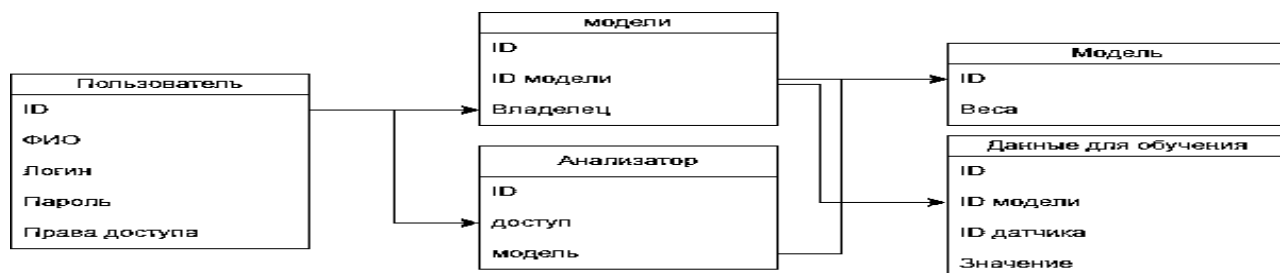 Пользователь
ID
ФИО
Логин
Пароль
Права доступа
модели
ID
ID модели
Владелец
Анализатор
ID
доступ
модель
Модель
ID
Веса
Данные для обучения
ID
ID модели
ID датчика
Значение